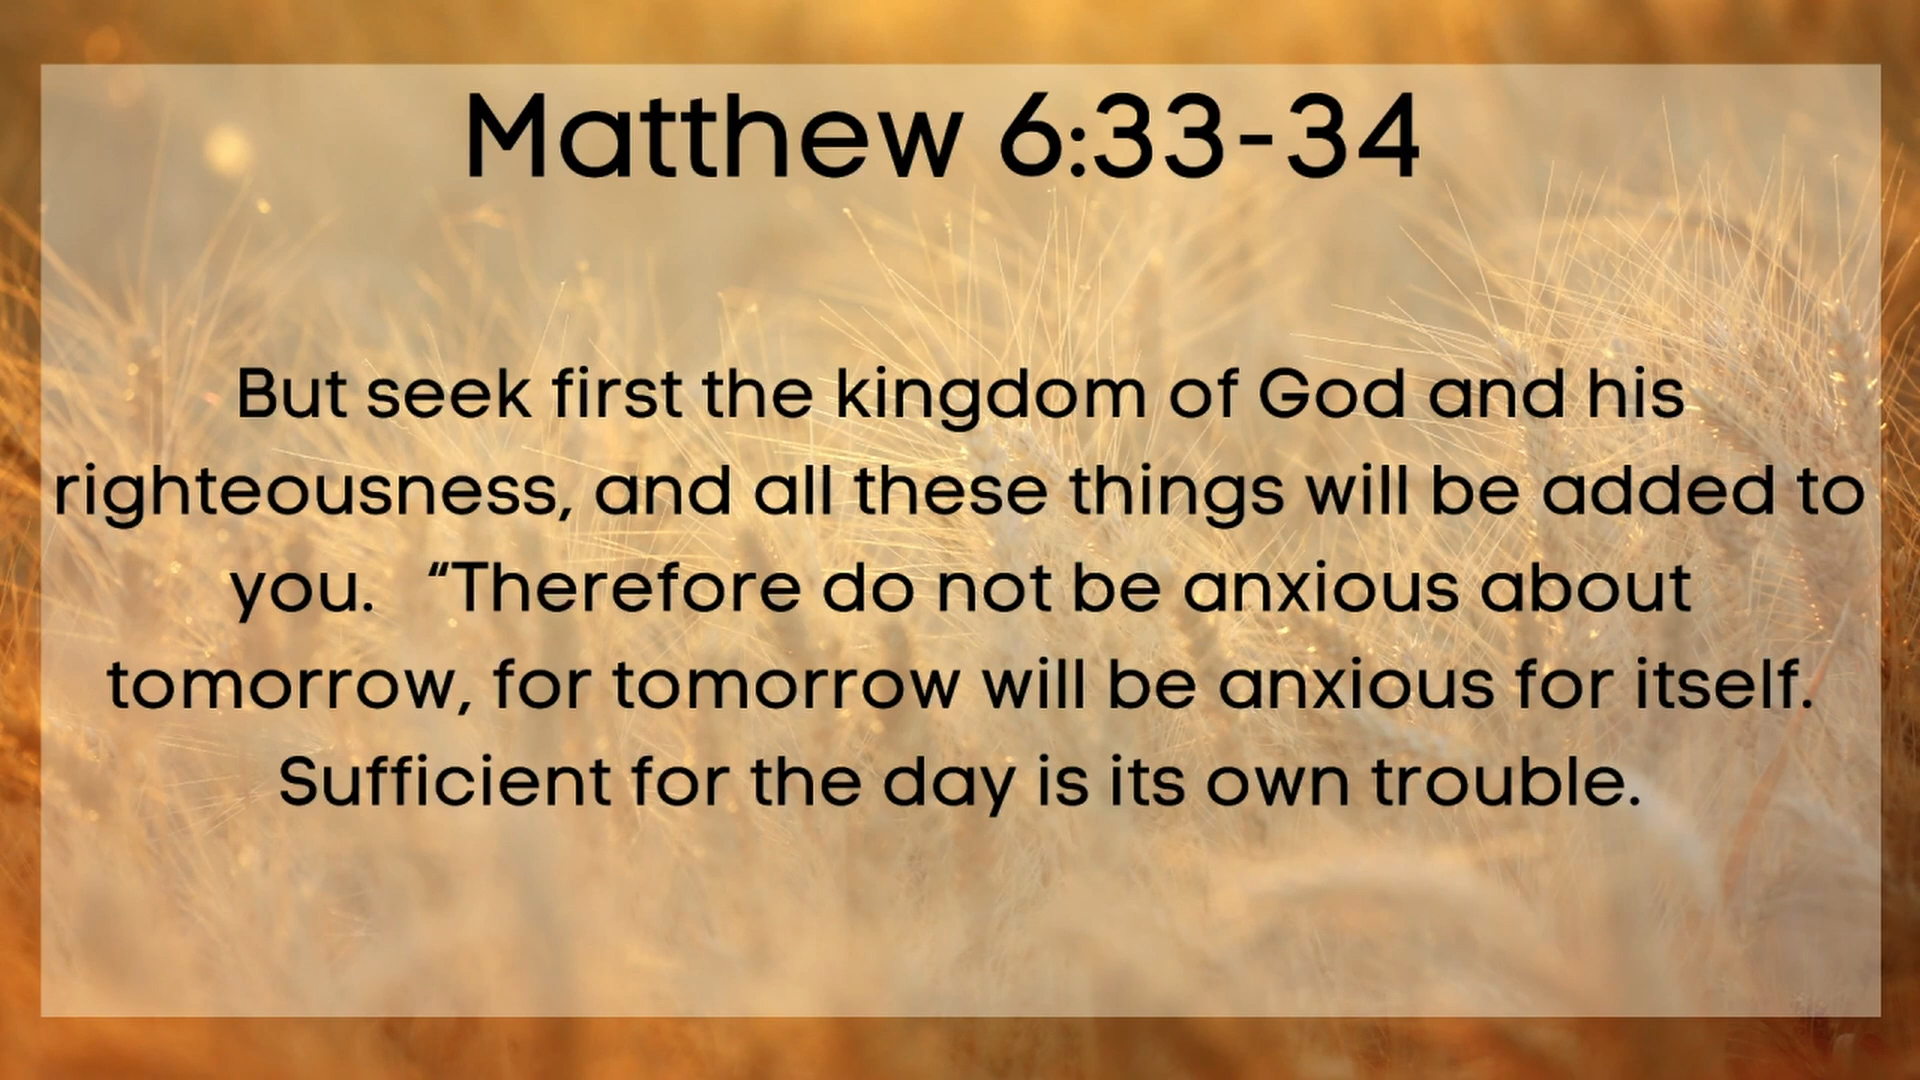 Matthew 6:33-34
But seek first the kingdom of God and his
righteousness, and all these things will be added to
you.   “Therefore do not be anxious about
tomorrow, for tomorrow will be anxious for itself.
Sufficient for the day is its own trouble.